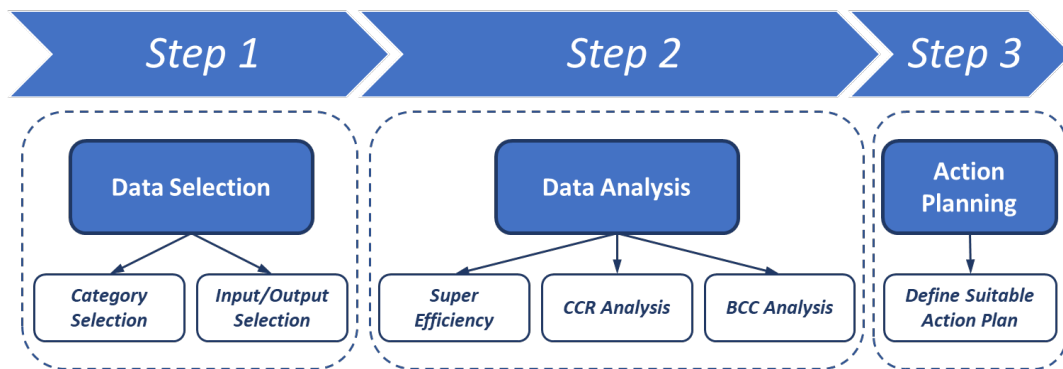 Step 1
Step 2
Step 3
Data Selection
Data Analysis
Action
Planning
Category
Selection
Input/Output
Selection
Super
Efficiency
CCR Analysis
BCC Analysis
Define Suitable
Action Plan